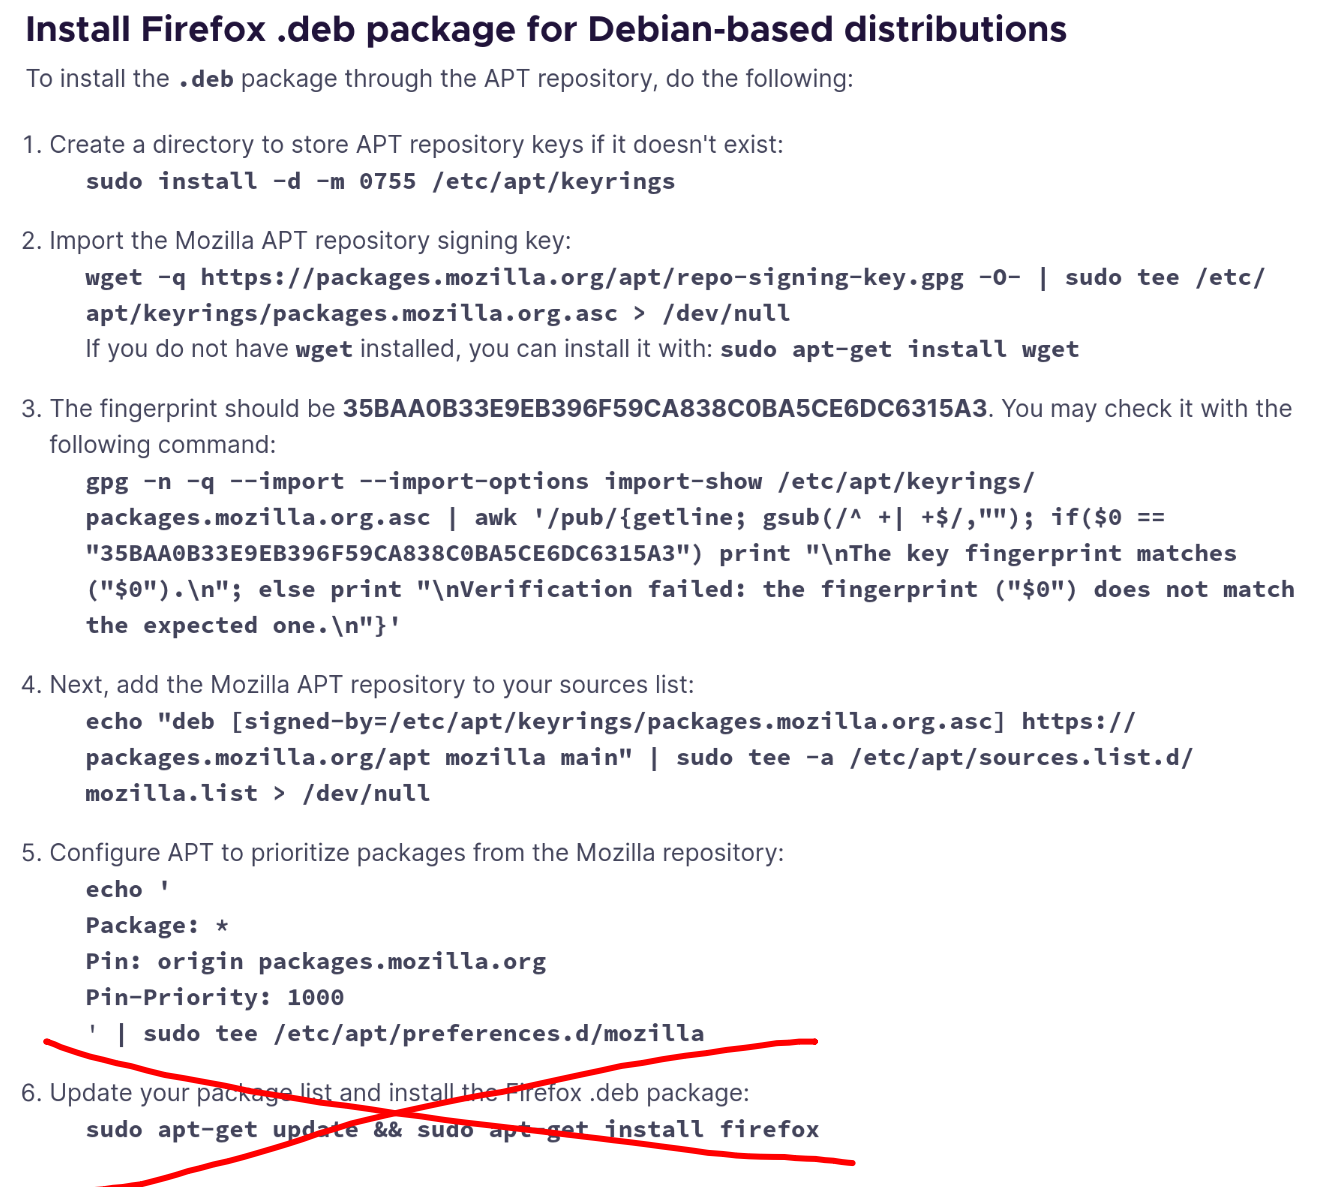 Install Firefox .deb package for Debian-based distributions
To install the .deb package through the APT repository, do the following:
1. Create a directory to store APT repository keys if it doesn't exist:
sudo install -d -m 0755 /etc/apt/keyrings
2. Import the Mozilla APT repository signing key:
wget -q https://packages.mozilla.org/apt/repo-signing-key.gpg -O- | sudo tee /etc/
apt/keyrings/packages.mozilla.org.asc > /dev/null
If you do not have wget installed, you can install it with: sudo apt-get install wget
3. The fingerprint should be 35BAA0B33E9EB396F59CA838C0BA5CE6DC6315A3. You may check it with the
following command:
gpg -n -q --import --import-options import-show /etc/apt/keyrings/
packages.mozilla.org.asc | awk '/pub/{getline; gsub(/^ +| +$/,""); if($0 ==
"35BAA0B33E9EB396F59CA838C0BA5CE6DC6315A3") print "\nThe key fingerprint matches
("$0").\n"; else print "\nVerification failed: the fingerprint ("$0") does not match
the expected one.\n"}'
4. Next, add the Mozilla APT repository to your sources list:
echo "deb [signed-by=/etc/apt/keyrings/packages.mozilla.org.asc] https://
packages.mozilla.org/apt mozilla main" | sudo tee -a /etc/apt/sources.list.d/
mozilla.list > /dev/null
5. Configure APT to prioritize packages from the Mozilla repository:
echo '
Package: *
Pin: origin packages.mozilla.org
Pin-Priority: 1000
' | sudo tee /etc/apt/preferences.d/mozilla
6. Update your package list and install the Firefox .deb package:
sudo apt-get update && sudo apt-get install firefox